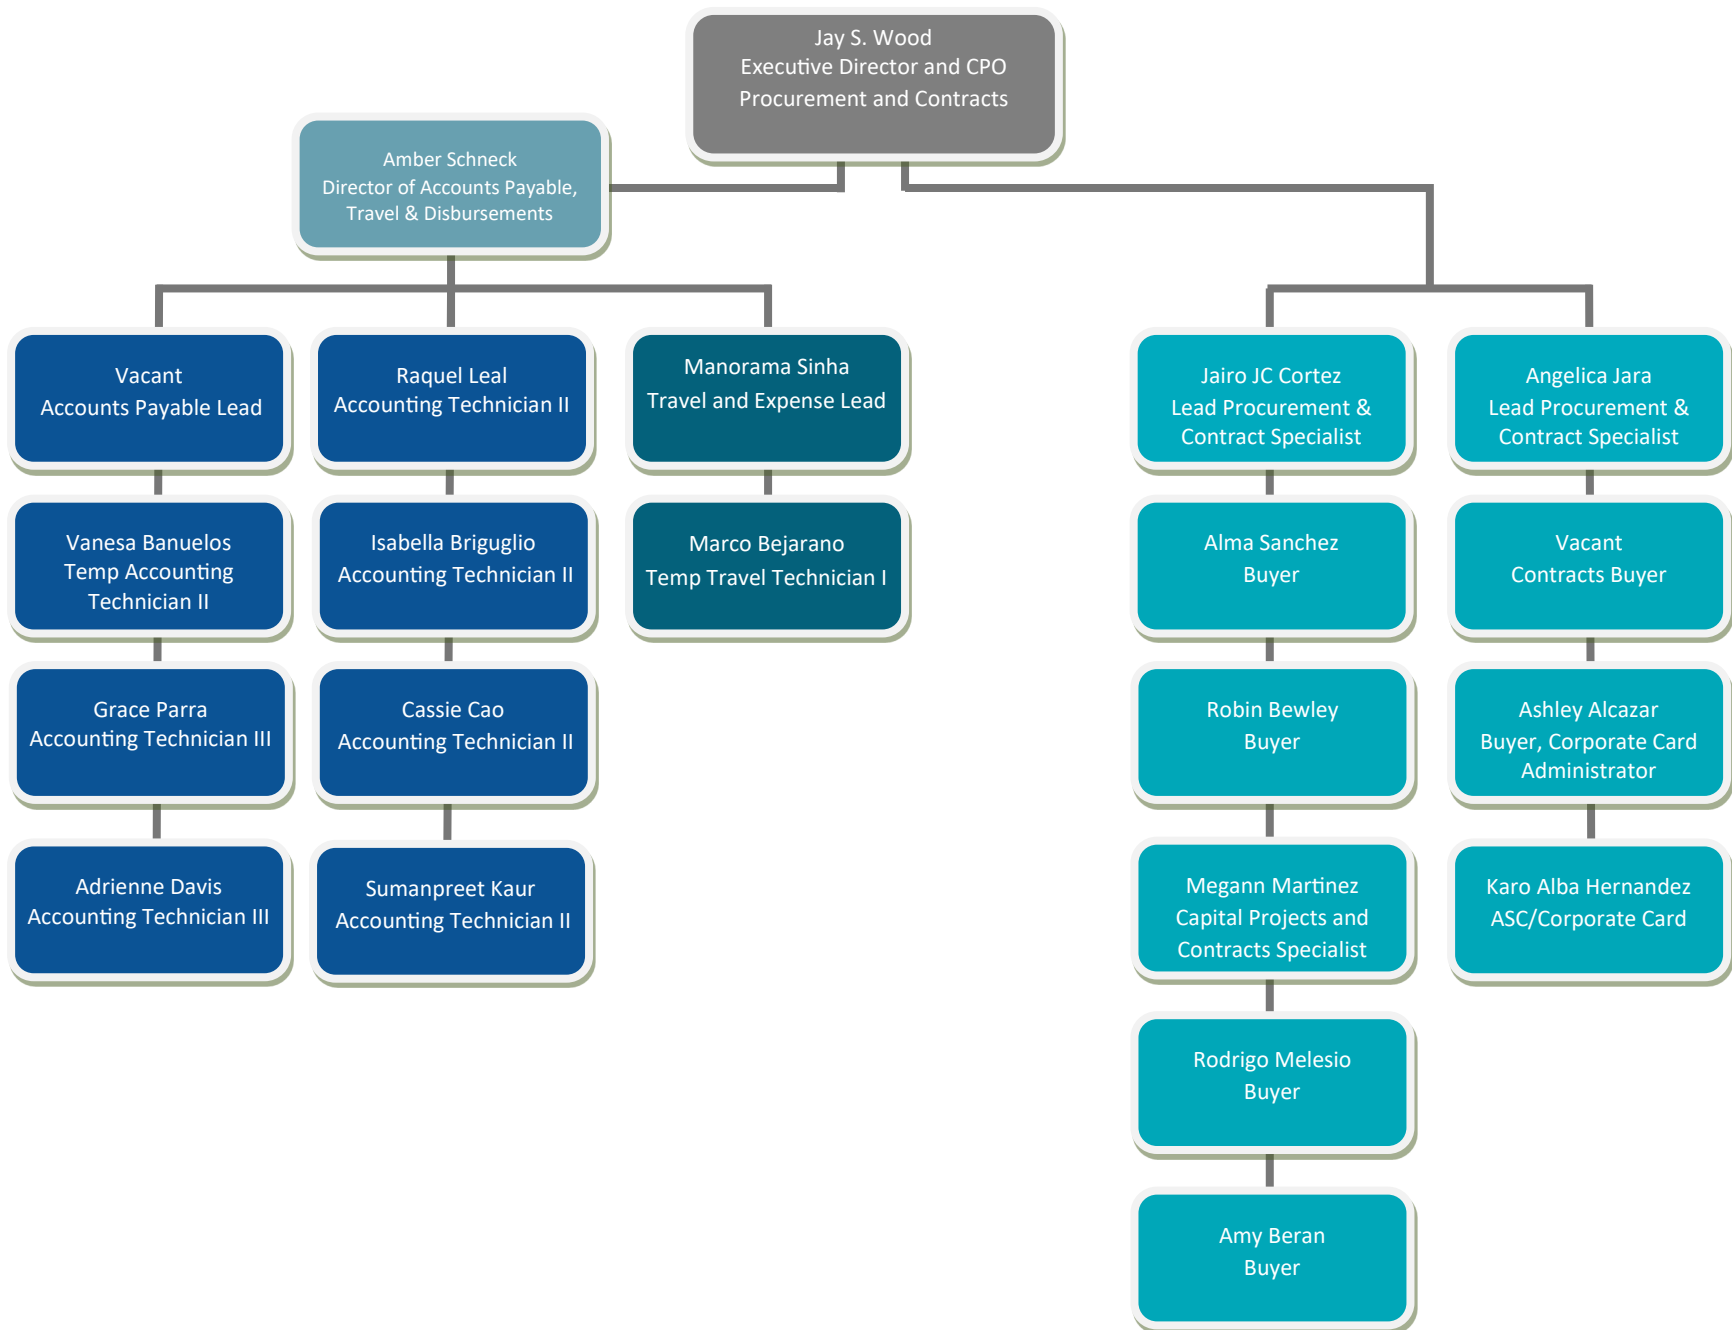 Jay S. Wood
Executive Director and CPO
Procurement and Contracts
Amber Schneck
Director of Accounts Payable,
Travel & Disbursements
Vacant
Accounts Payable Lead
Raquel Leal
Accounting Technician II
Manorama Sinha
Travel and Expense Lead
Jairo JC Cortez
Lead Procurement &
Contract Specialist
Angelica Jara
Lead Procurement &
Contract Specialist
Vanesa Banuelos
Temp Accounting
Technician II
Isabella Briguglio
Accounting Technician II
Marco Bejarano
Temp Travel Technician I
Alma Sanchez
Buyer
Vacant
Contracts Buyer
Grace Parra
Accounting Technician III
Cassie Cao
Accounting Technician II
Robin Bewley
Buyer
Ashley Alcazar
Buyer, Corporate Card
Administrator
Adrienne Davis
Accounting Technician III
Sumanpreet Kaur
Accounting Technician II
Megann Martinez
Capital Projects and
Contracts Specialist
Karo Alba Hernandez
ASC/Corporate Card
Rodrigo Melesio
Buyer
Amy Beran
Buyer